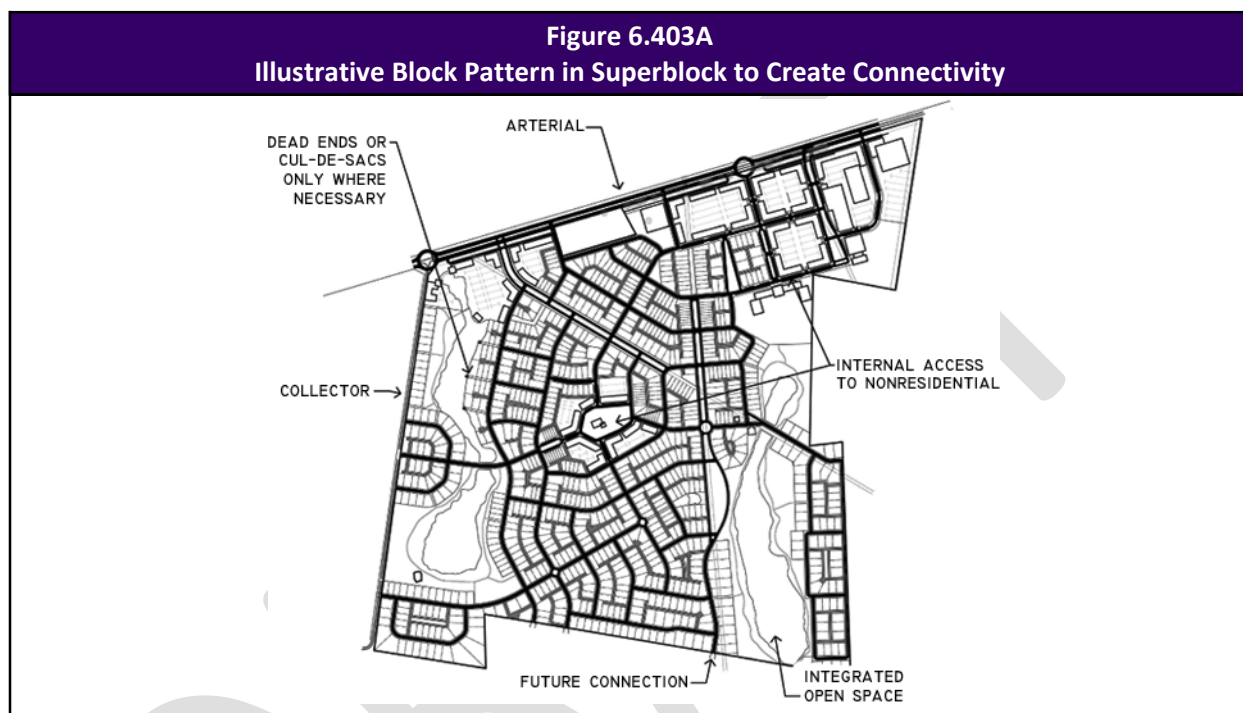 Figure 6.403A
Illustrative Block Pattern in Superblock to Create Connectivity
ARTERIAL
DEAD ENDS OR
CUL-DE-SACS
ONLY WHERE
NECESSARY
COLLECTOR
INTERNAL ACCESS
TO NONRESIDENTIAL
FUTURE CONNECTION
INTEGRATED
OPEN SPACE